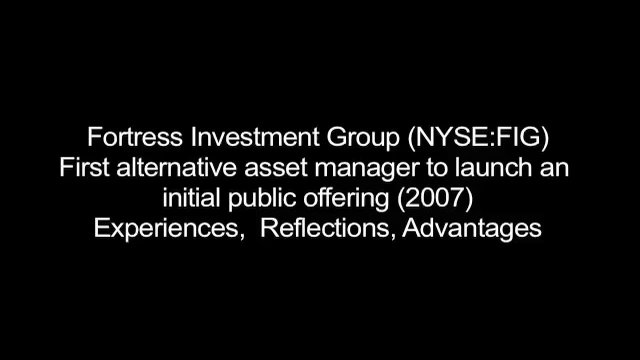 Fortress Investment Group (NYSE:FIG)
First alternative asset manager to launch an
initial public offering (2007)
Experiences,  Reflections, Advantages